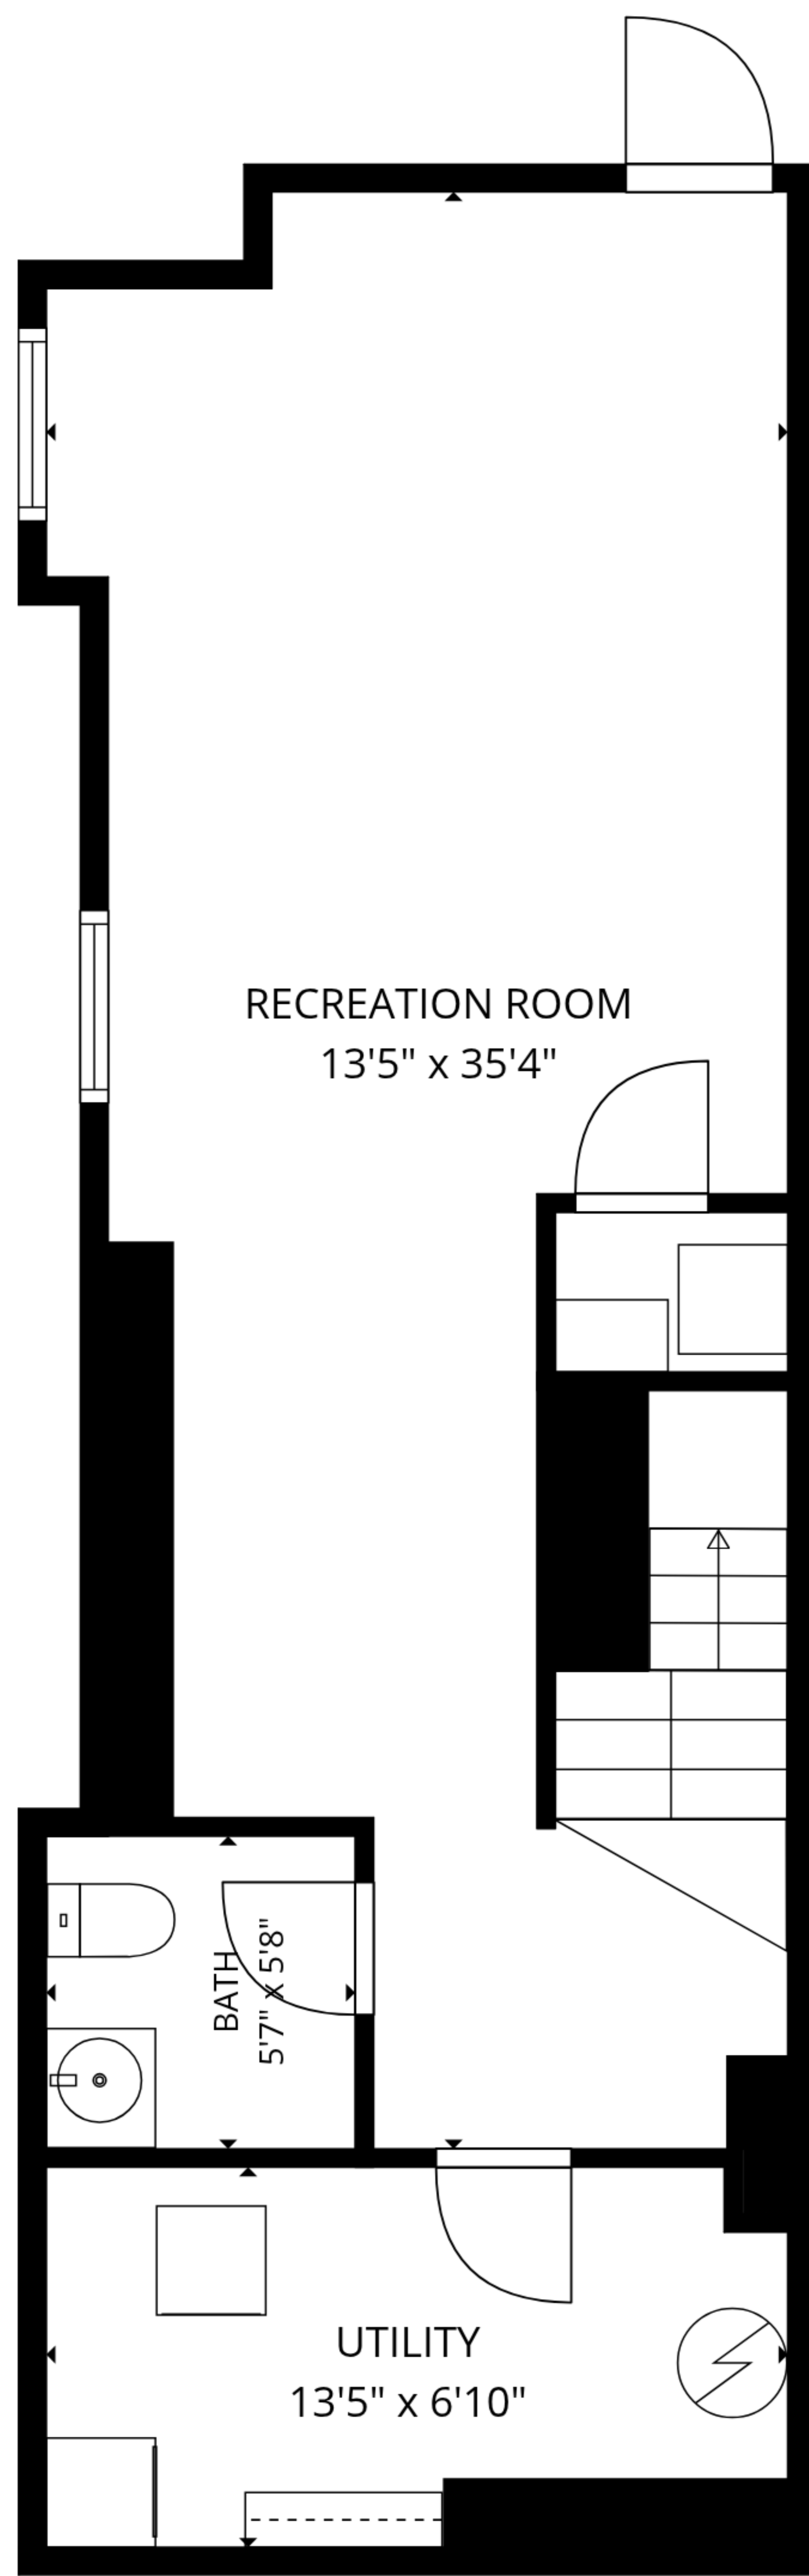 RECREATION ROOM
13'5" x 35'4"
BATH
5'7" x 5'8"
UTILITY
13'5" x 6'10"